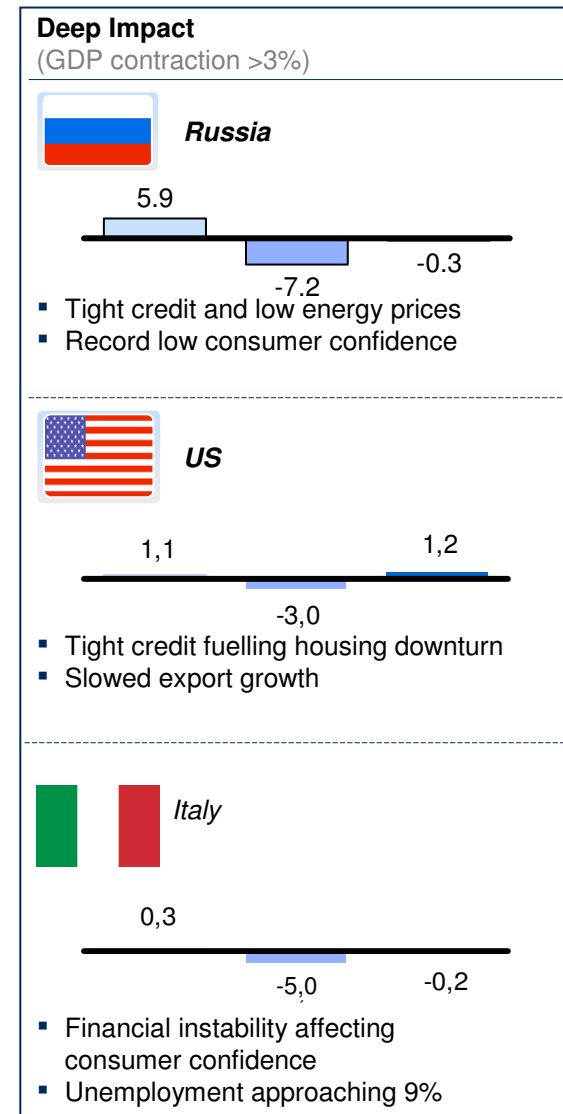 Deep Impact
(GDP contraction >3%)
Russia
5.9
-7.2
-0.3
▪ Tight credit and low energy prices
▪ Record low consumer confidence
US
1,1
1,2
-3,0
▪ Tight credit fuelling housing downturn
▪ Slowed export growth
Italy
0,3
-5,0
-0,2
▪ Financial instability affecting
consumer confidence
▪ Unemployment approaching 9%